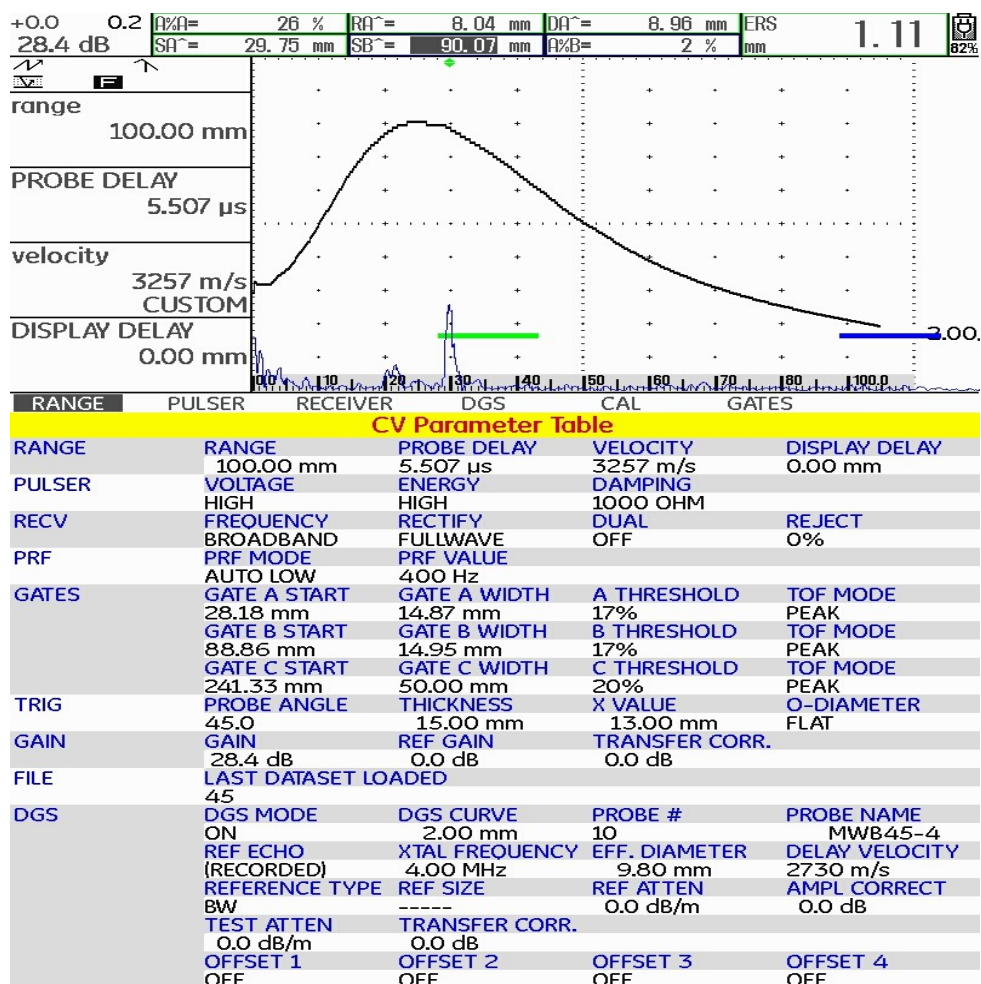 +0.0 0.2 A%A= 26 % RA^= 8.04 mm DA^= 8.96 mm ERS
28.4 dB SA^= 29.75 mm SB^= 90.07 mm A%B= 2 % mm 1.11 82%
F
range
100.00 mm
PROBE DELAY
5.507 µs
velocity
3257 m/s
CUSTOM
DISPLAY DELAY
0.00 mm
2.00.
0.0 10 20 30 40 50 60 70 80 100.0
RANGE PULSER RECEIVER DGS CAL GATES
CV Parameter Table
RANGE RANGE PROBE DELAY VELOCITY DISPLAY DELAY
100.00 mm 5.507 µs 3257 m/s 0.00 mm
PULSER VOLTAGE ENERGY DAMPING
HIGH HIGH 1000 OHM
RECV FREQUENCY RECTIFY DUAL REJECT
BROADBAND FULLWAVE OFF 0%
PRF PRF MODE PRF VALUE
AUTO LOW 400 Hz
GATES GATE A START GATE A WIDTH A THRESHOLD TOF MODE
28.18 mm 14.87 mm 17% PEAK
GATE B START GATE B WIDTH B THRESHOLD TOF MODE
88.86 mm 14.95 mm 17% PEAK
GATE C START GATE C WIDTH C THRESHOLD TOF MODE
241.33 mm 50.00 mm 20% PEAK
TRIG PROBE ANGLE THICKNESS X VALUE O-DIAMETER
45.0 15.00 mm 13.00 mm FLAT
GAIN GAIN REF GAIN TRANSFER CORR.
28.4 dB 0.0 dB 0.0 dB
FILE LAST DATASET LOADED
45
DGS DGS MODE DGS CURVE PROBE # PROBE NAME
ON 2.00 mm 10 MWB45-4
REF ECHO XTAL FREQUENCY EFF. DIAMETER DELAY VELOCITY
(RECORDED) 4.00 MHz 9.80 mm 2730 m/s
REFERENCE TYPE REF SIZE REF ATTEN AMPL CORRECT
BW ----- 0.0 dB/m 0.0 dB
TEST ATTEN TRANSFER CORR.
0.0 dB/m 0.0 dB
OFFSET 1 OFFSET 2 OFFSET 3 OFFSET 4
OFF OFF OFF OFF